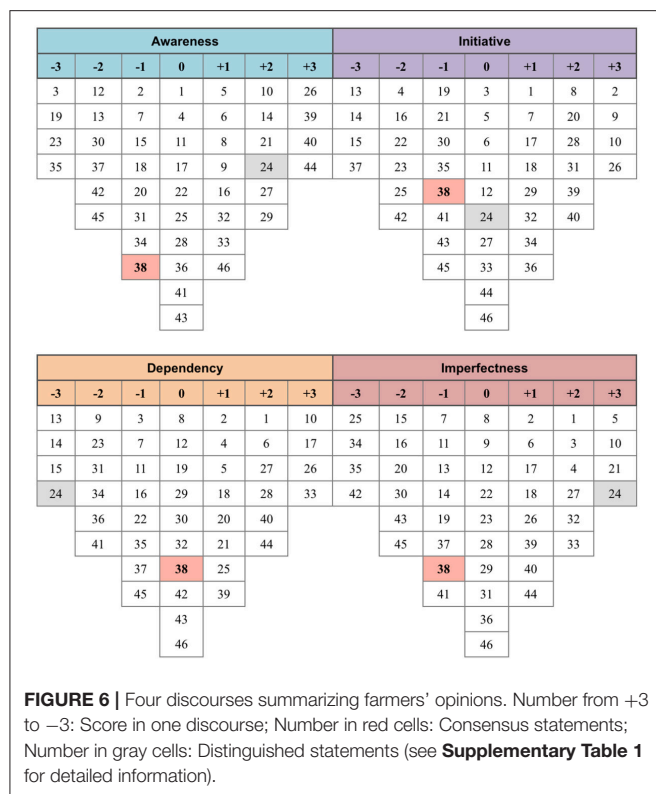 Awareness Initiative
-3 -2 -1 0 +1 +2 +3 -3 -2 -1 0 +1 +2 +3
3 12 2 1 5 10 26 13 4 19 3 1 8 2
19 13 7 4 6 14 39 14 16 21 5 7 20 9
23 30 15 11 8 21 40 15 22 30 6 17 28 10
35 37 18 17 9 24 44 37 23 35 11 18 31 26
42 20 22 16 27 25 38 12 29 39
45 31 25 32 29 42 41 24 32 40
34 28 33 43 27 34
38 36 46 45 33 36
41 44
43 46
Dependency Imperfectness
-3 -2 -1 0 +1 +2 +3 -3 -2 -1 0 +1 +2 +3
13 9 3 8 2 1 10 25 15 7 8 2 1 5
14 23 7 12 4 6 17 34 16 11 9 6 3 10
15 31 11 19 5 27 26 35 20 13 12 17 4 21
24 34 16 29 18 28 33 42 30 14 22 18 27 24
36 22 30 20 40 43 19 23 26 32
41 35 32 21 44 45 37 28 39 33
37 38 25 38 29 40
45 42 39 41 31 44
43 36
46 46
FIGURE 6 | Four discourses summarizing farmers' opinions. Number from +3
to −3: Score in one discourse; Number in red cells: Consensus statements;
Number in gray cells: Distinguished statements (see Supplementary Table 1
for detailed information).